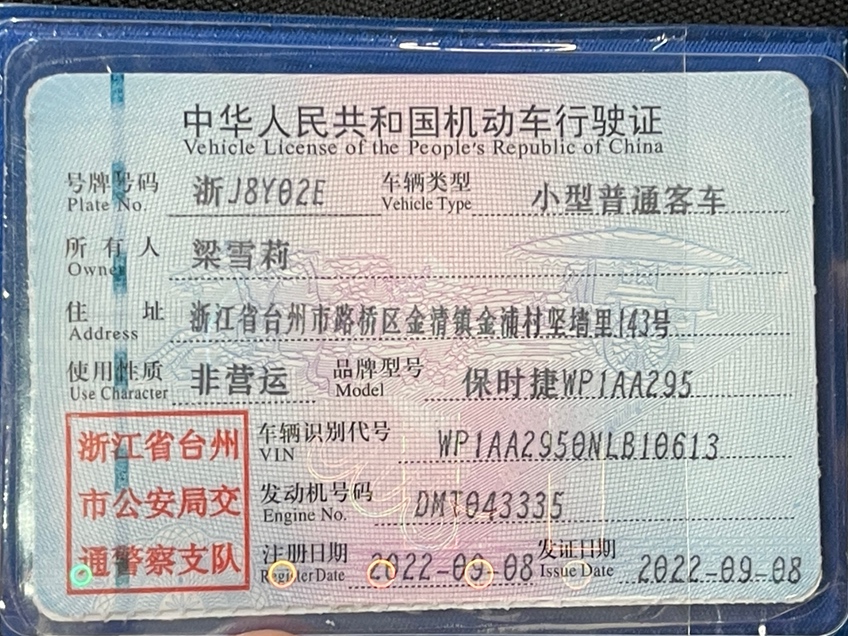 中华人民共和国机动车行驶证
Vehicle License of the People's Republic of China
号牌号码 浙J8Y02E 车辆类型 小型普通客车
Plate No. Vehicle Type
所有人 梁雪莉
Owner
住址 浙江省台州市路桥区金清镇金浦村坚墙里143号
Address
使用性质 非营运 品牌型号 保时捷WP1AA295
Use Character Model
浙江省台州 车辆识别代号 WP1AA2950NLB10613
VIN
市公安局交 发动机号码 DMT043335
Engine No.
通警察支队 注册日期 2022-09-08 发证日期 2022-09-08
Register Date Issue Date